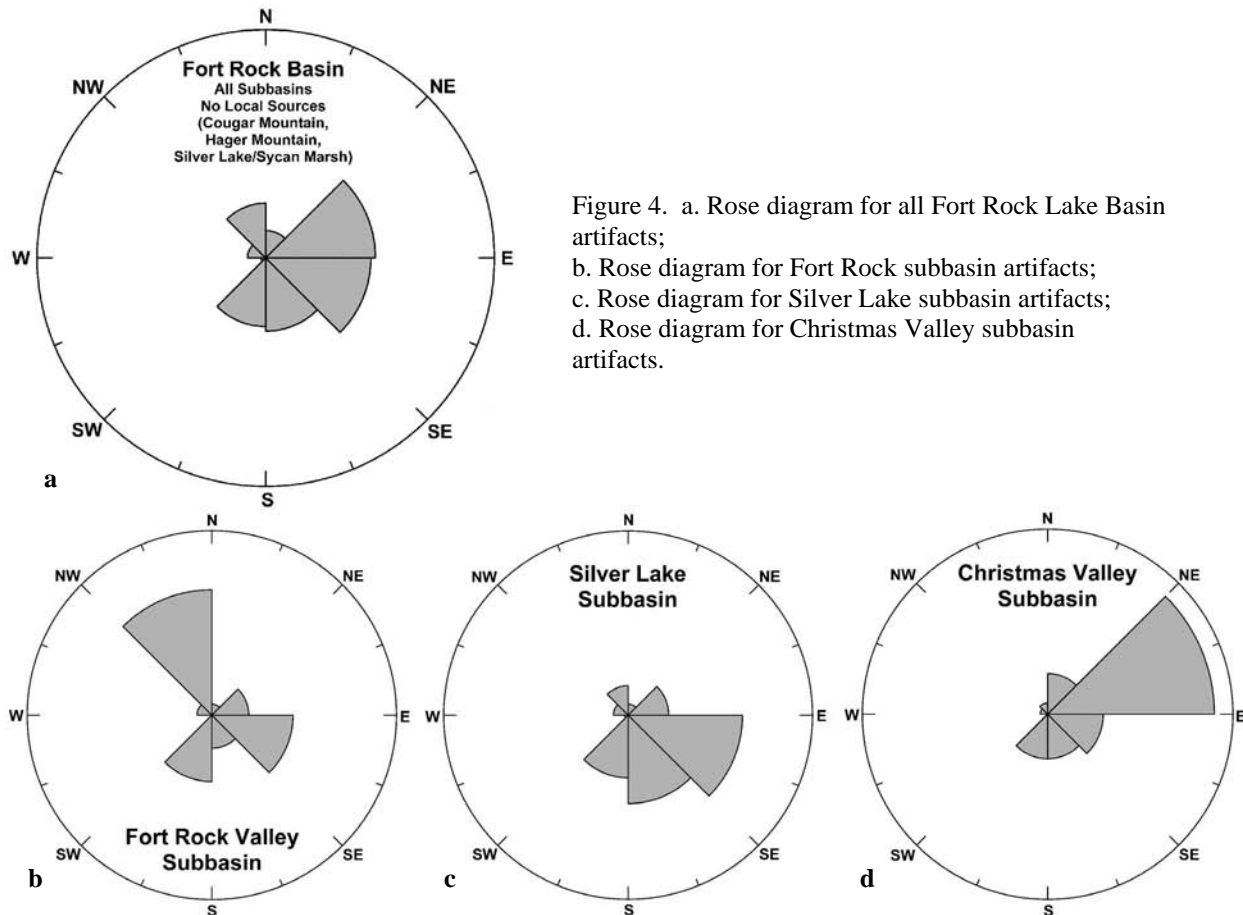 N
NW
NE
Fort Rock Basin
All Subbasins
No Local Sources
(Cougar Mountain,
Hager Mountain,
Silver Lake/Sycan Marsh)
W
E
SW
SE
S
a
Figure 4. a. Rose diagram for all Fort Rock Lake Basin
artifacts;
b. Rose diagram for Fort Rock subbasin artifacts;
c. Rose diagram for Silver Lake subbasin artifacts;
d. Rose diagram for Christmas Valley subbasin
artifacts.
N
NW
NE
W
E
Fort Rock Valley
Subbasin
SW
SE
S
b
N
NW
NE
Silver Lake
Subbasin
W
E
SW
SE
S
c
N
NW
NE
Christmas Valley
Subbasin
W
E
SW
SE
S
d